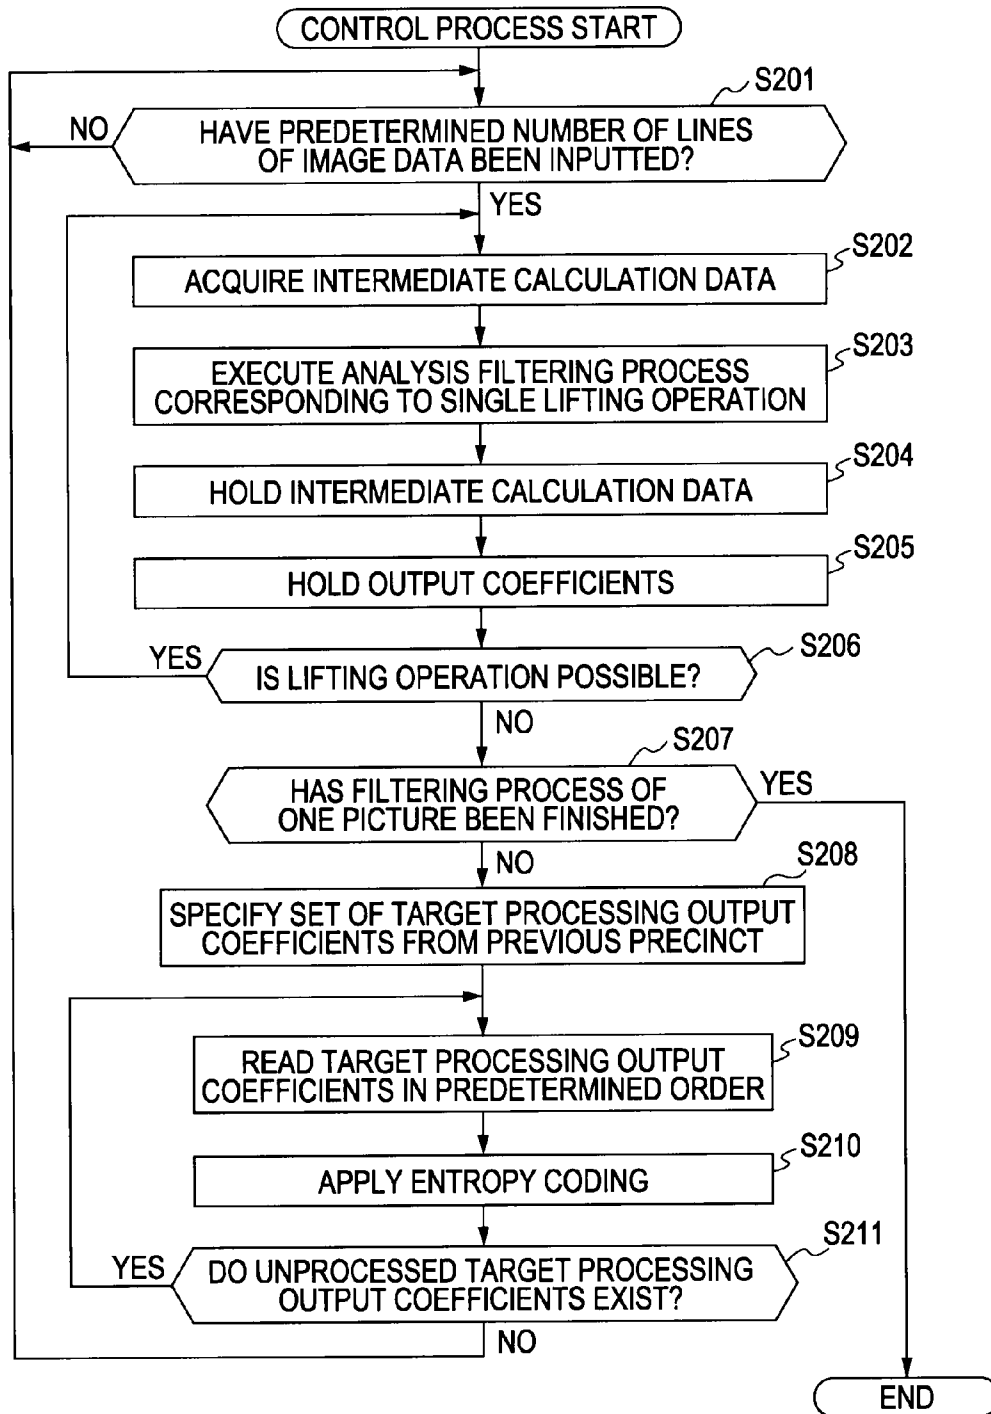 CONTROL PROCESS START
S201
NO
HAVE PREDETERMINED NUMBER OF LINES
OF IMAGE DATA BEEN INPUTTED?
YES
S202
ACQUIRE INTERMEDIATE CALCULATION DATA
S203
EXECUTE ANALYSIS FILTERING PROCESS
CORRESPONDING TO SINGLE LIFTING OPERATION
S204
HOLD INTERMEDIATE CALCULATION DATA
S205
HOLD OUTPUT COEFFICIENTS
S206
YES
IS LIFTING OPERATION POSSIBLE?
NO
S207
HAS FILTERING PROCESS OF
ONE PICTURE BEEN FINISHED?
YES
NO
S208
SPECIFY SET OF TARGET PROCESSING OUTPUT
COEFFICIENTS FROM PREVIOUS PRECINCT
S209
READ TARGET PROCESSING OUTPUT
COEFFICIENTS IN PREDETERMINED ORDER
S210
APPLY ENTROPY CODING
S211
YES
DO UNPROCESSED TARGET PROCESSING
OUTPUT COEFFICIENTS EXIST?
NO
END